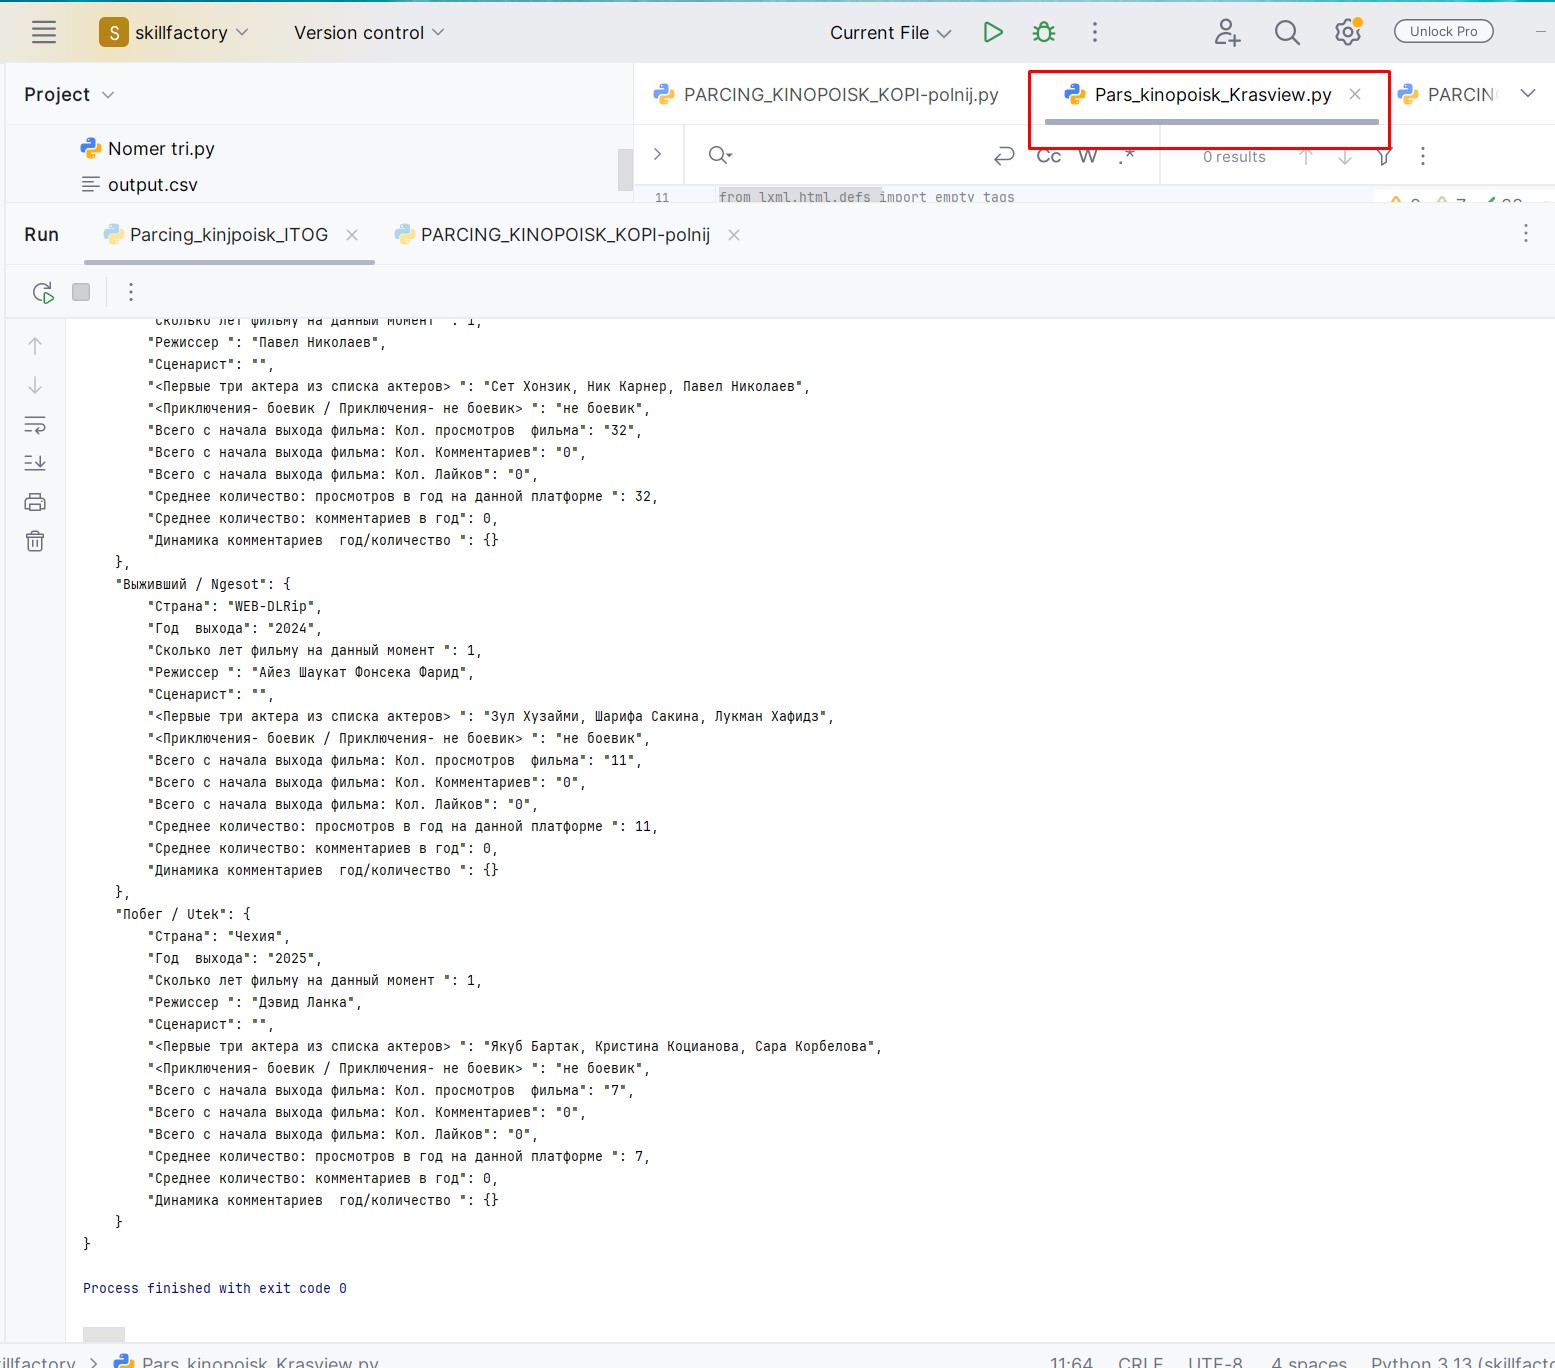 S skillfactory Version control Current File Unlock Pro
Project PARCING_KINOPOISK_KOPI-polnij.py Pars_kinopoisk_Krasview.py PARCIN
Nomer tri.py Cc W .* 0 results
output.csv 11 from lxml.html.defs import empty_tags
Run Parcing_kinjpoisk_ITOG PARCING_KINOPOISK_KOPI-polnij
"Сколько лет фильму на данный момент ": 1,
"Режиссер ": "Павел Николаев",
"Сценарист": "",
"<Первые три актера из списка актеров> ": "Сет Хонзик, Ник Карнер, Павел Николаев",
"<Приключения- боевик / Приключения- не боевик> ": "не боевик",
"Всего с начала выхода фильма: Кол. просмотров  фильма": "32",
"Всего с начала выхода фильма: Кол. Комментариев": "0",
"Всего с начала выхода фильма: Кол. Лайков": "0",
"Среднее количество: просмотров в год на данной платформе ": 32,
"Среднее количество: комментариев в год": 0,
"Динамика комментариев  год/количество ": {}
},
"Выживший / Ngesot": {
"Страна": "WEB-DLRip",
"Год  выхода": "2024",
"Сколько лет фильму на данный момент ": 1,
"Режиссер ": "Айез Шаукат Фонсека Фарид",
"Сценарист": "",
"<Первые три актера из списка актеров> ": "Зул Хузайми, Шарифа Сакина, Лукман Хафидз",
"<Приключения- боевик / Приключения- не боевик> ": "не боевик",
"Всего с начала выхода фильма: Кол. просмотров  фильма": "11",
"Всего с начала выхода фильма: Кол. Комментариев": "0",
"Всего с начала выхода фильма: Кол. Лайков": "0",
"Среднее количество: просмотров в год на данной платформе ": 11,
"Среднее количество: комментариев в год": 0,
"Динамика комментариев  год/количество ": {}
},
"Побег / Utek": {
"Страна": "Чехия",
"Год  выхода": "2025",
"Сколько лет фильму на данный момент ": 1,
"Режиссер ": "Дэвид Ланка",
"Сценарист": "",
"<Первые три актера из списка актеров> ": "Якуб Бартак, Кристина Коцианова, Сара Корбелова",
"<Приключения- боевик / Приключения- не боевик> ": "не боевик",
"Всего с начала выхода фильма: Кол. просмотров  фильма": "7",
"Всего с начала выхода фильма: Кол. Комментариев": "0",
"Всего с начала выхода фильма: Кол. Лайков": "0",
"Среднее количество: просмотров в год на данной платформе ": 7,
"Среднее количество: комментариев в год": 0,
"Динамика комментариев  год/количество ": {}
}
}
Process finished with exit code 0
illfactory > Pars_kinopoisk_Krasview.py 11:64 CRLF UTF-8 4 spaces Python 3.13 (skillfacto